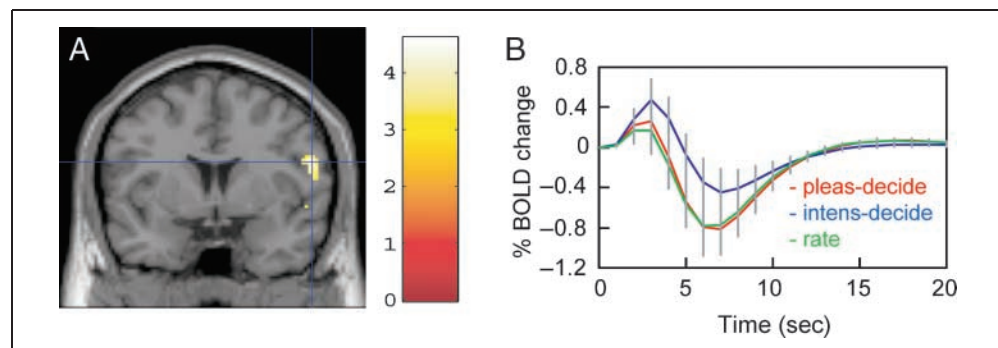 A
4
3
2
1
0
B
% BOLD change
0.8
0.4
0
–0.4
–0.8
–1.2
- pleas-decide
- intens-decide
- rate
0 5 10 15 20
Time (sec)